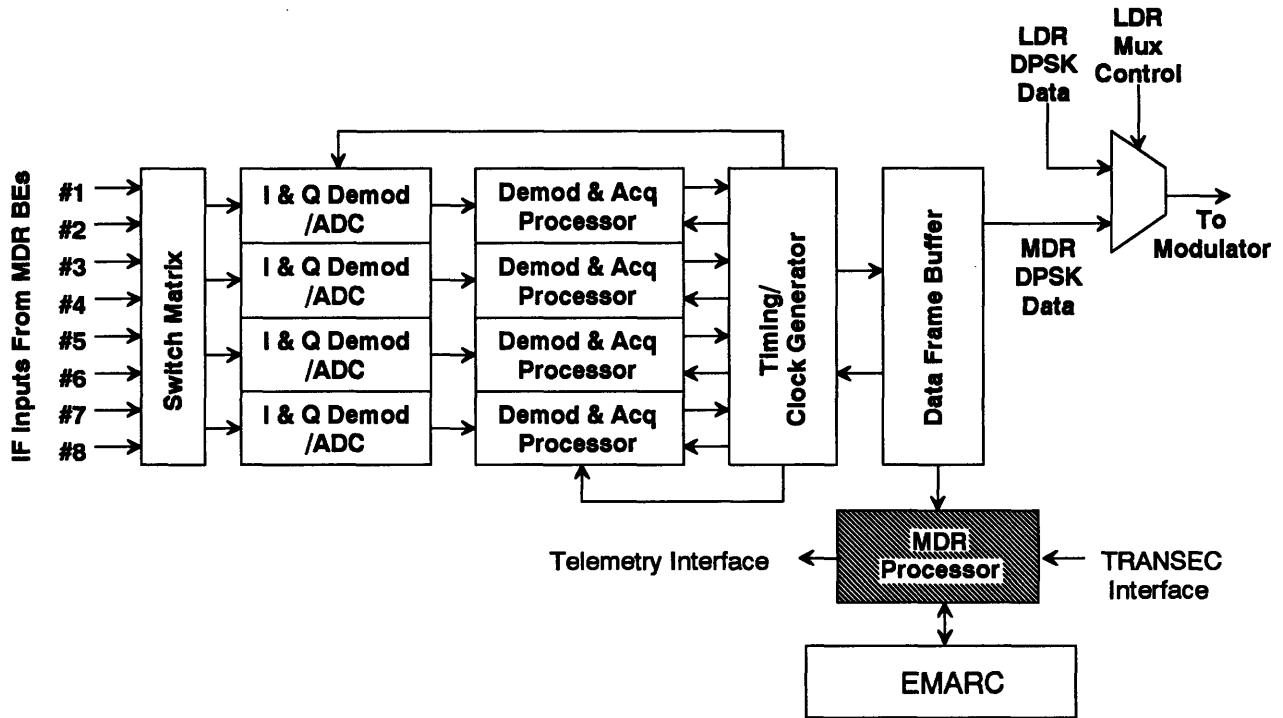 LDR
DPSK
Data
LDR
Mux
Control
IF Inputs From MDR BEs
#1
#2
#3
#4
#5
#6
#7
#8
Switch Matrix
I & Q Demod
/ADC
I & Q Demod
/ADC
I & Q Demod
/ADC
I & Q Demod
/ADC
Demod & Acq
Processor
Demod & Acq
Processor
Demod & Acq
Processor
Demod & Acq
Processor
Timing/
Clock Generator
Data Frame Buffer
MDR
DPSK
Data
To
Modulator
Telemetry Interface
MDR
Processor
TRANSEC
Interface
EMARC